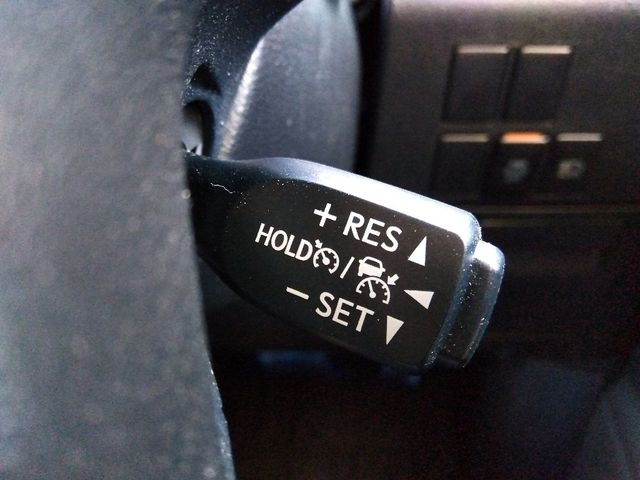 + RES
HOLD /
- SET